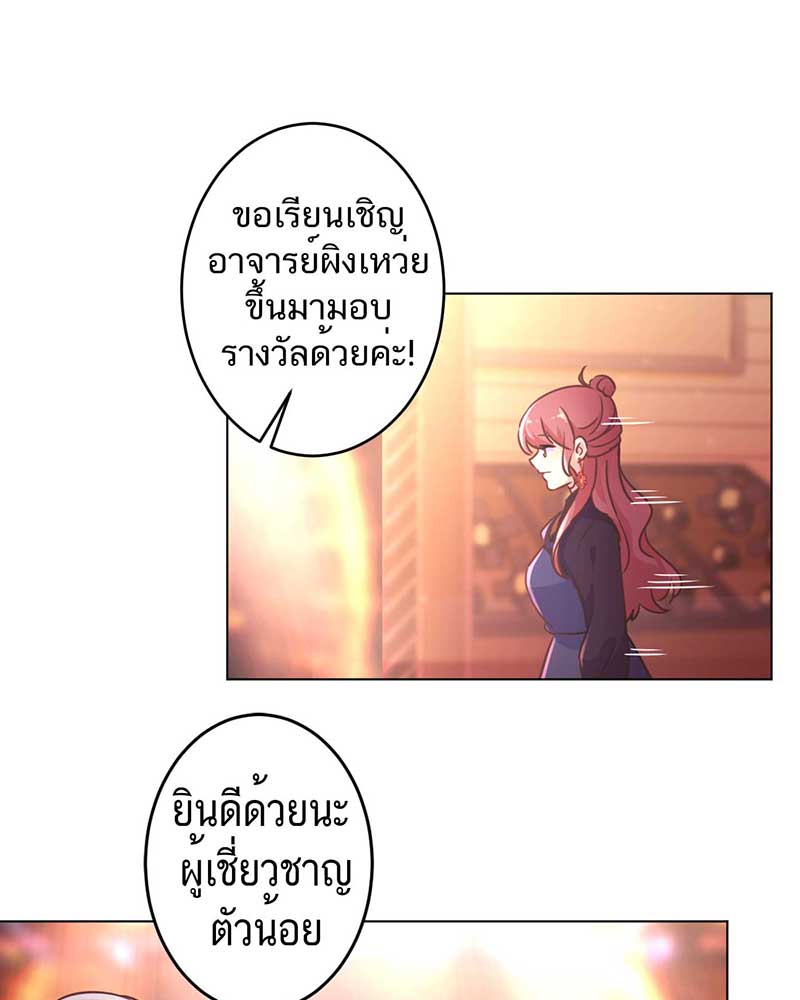 ขอเรียนเชิญ
อาจารย์ผิงเหว่ย
ขึ้นมามอบ
รางวัลด้วยค่ะ!
ยินดีด้วยนะ
ผู้เชี่ยวชาญ
ตัวน้อย